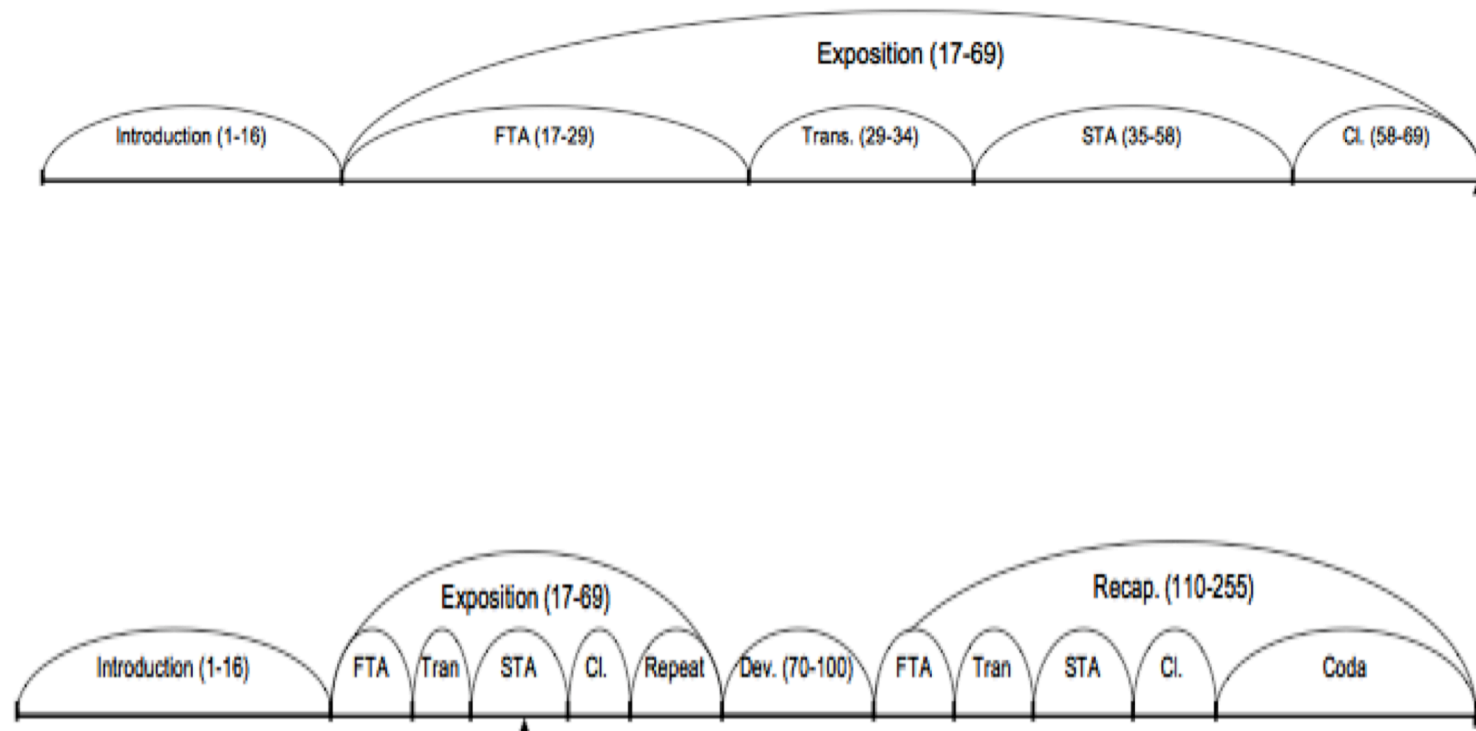 Exposition (17-69)
Introduction (1-16) FTA (17-29) Trans. (29-34) STA (35-58) Cl. (58-69)
Exposition (17-69) Recap. (110-255)
Introduction (1-16) FTA Tran STA Cl. Repeat Dev. (70-100) FTA Tran STA Cl. Coda